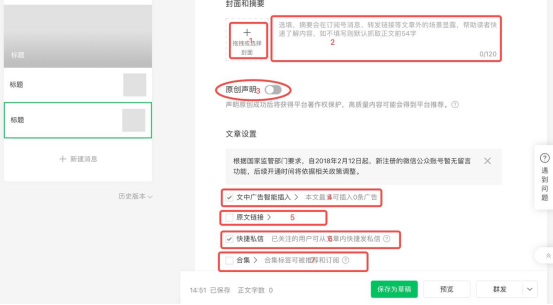 封面和摘要
标题
选填，摘要会在订阅号消息、转发链接等文章外的场景显露，帮助读者快
速了解内容，如不填写则默认抓取正文前54字
1
2
拖拽或选择
封面
0/120
标题
原创声明
3
声明原创成功后将获得平台著作权保护，高质量内容可能会得到平台推荐。
标题
文章设置
新建消息
根据国家监管部门要求，自2018年2月12日起，新注册的微信公众账号暂无留言
功能，后续开通时将依据相关政策调整。
遇到问题
历史版本
文中广告智能插入 本文最 4 可插入0条广告
原文链接 5
快捷私信 已关注的用户可从 6 章内快捷发私信
合集 合集标签可被推 7 和订阅
14:51 已保存 正文字数 0
保存为草稿
预览
群发